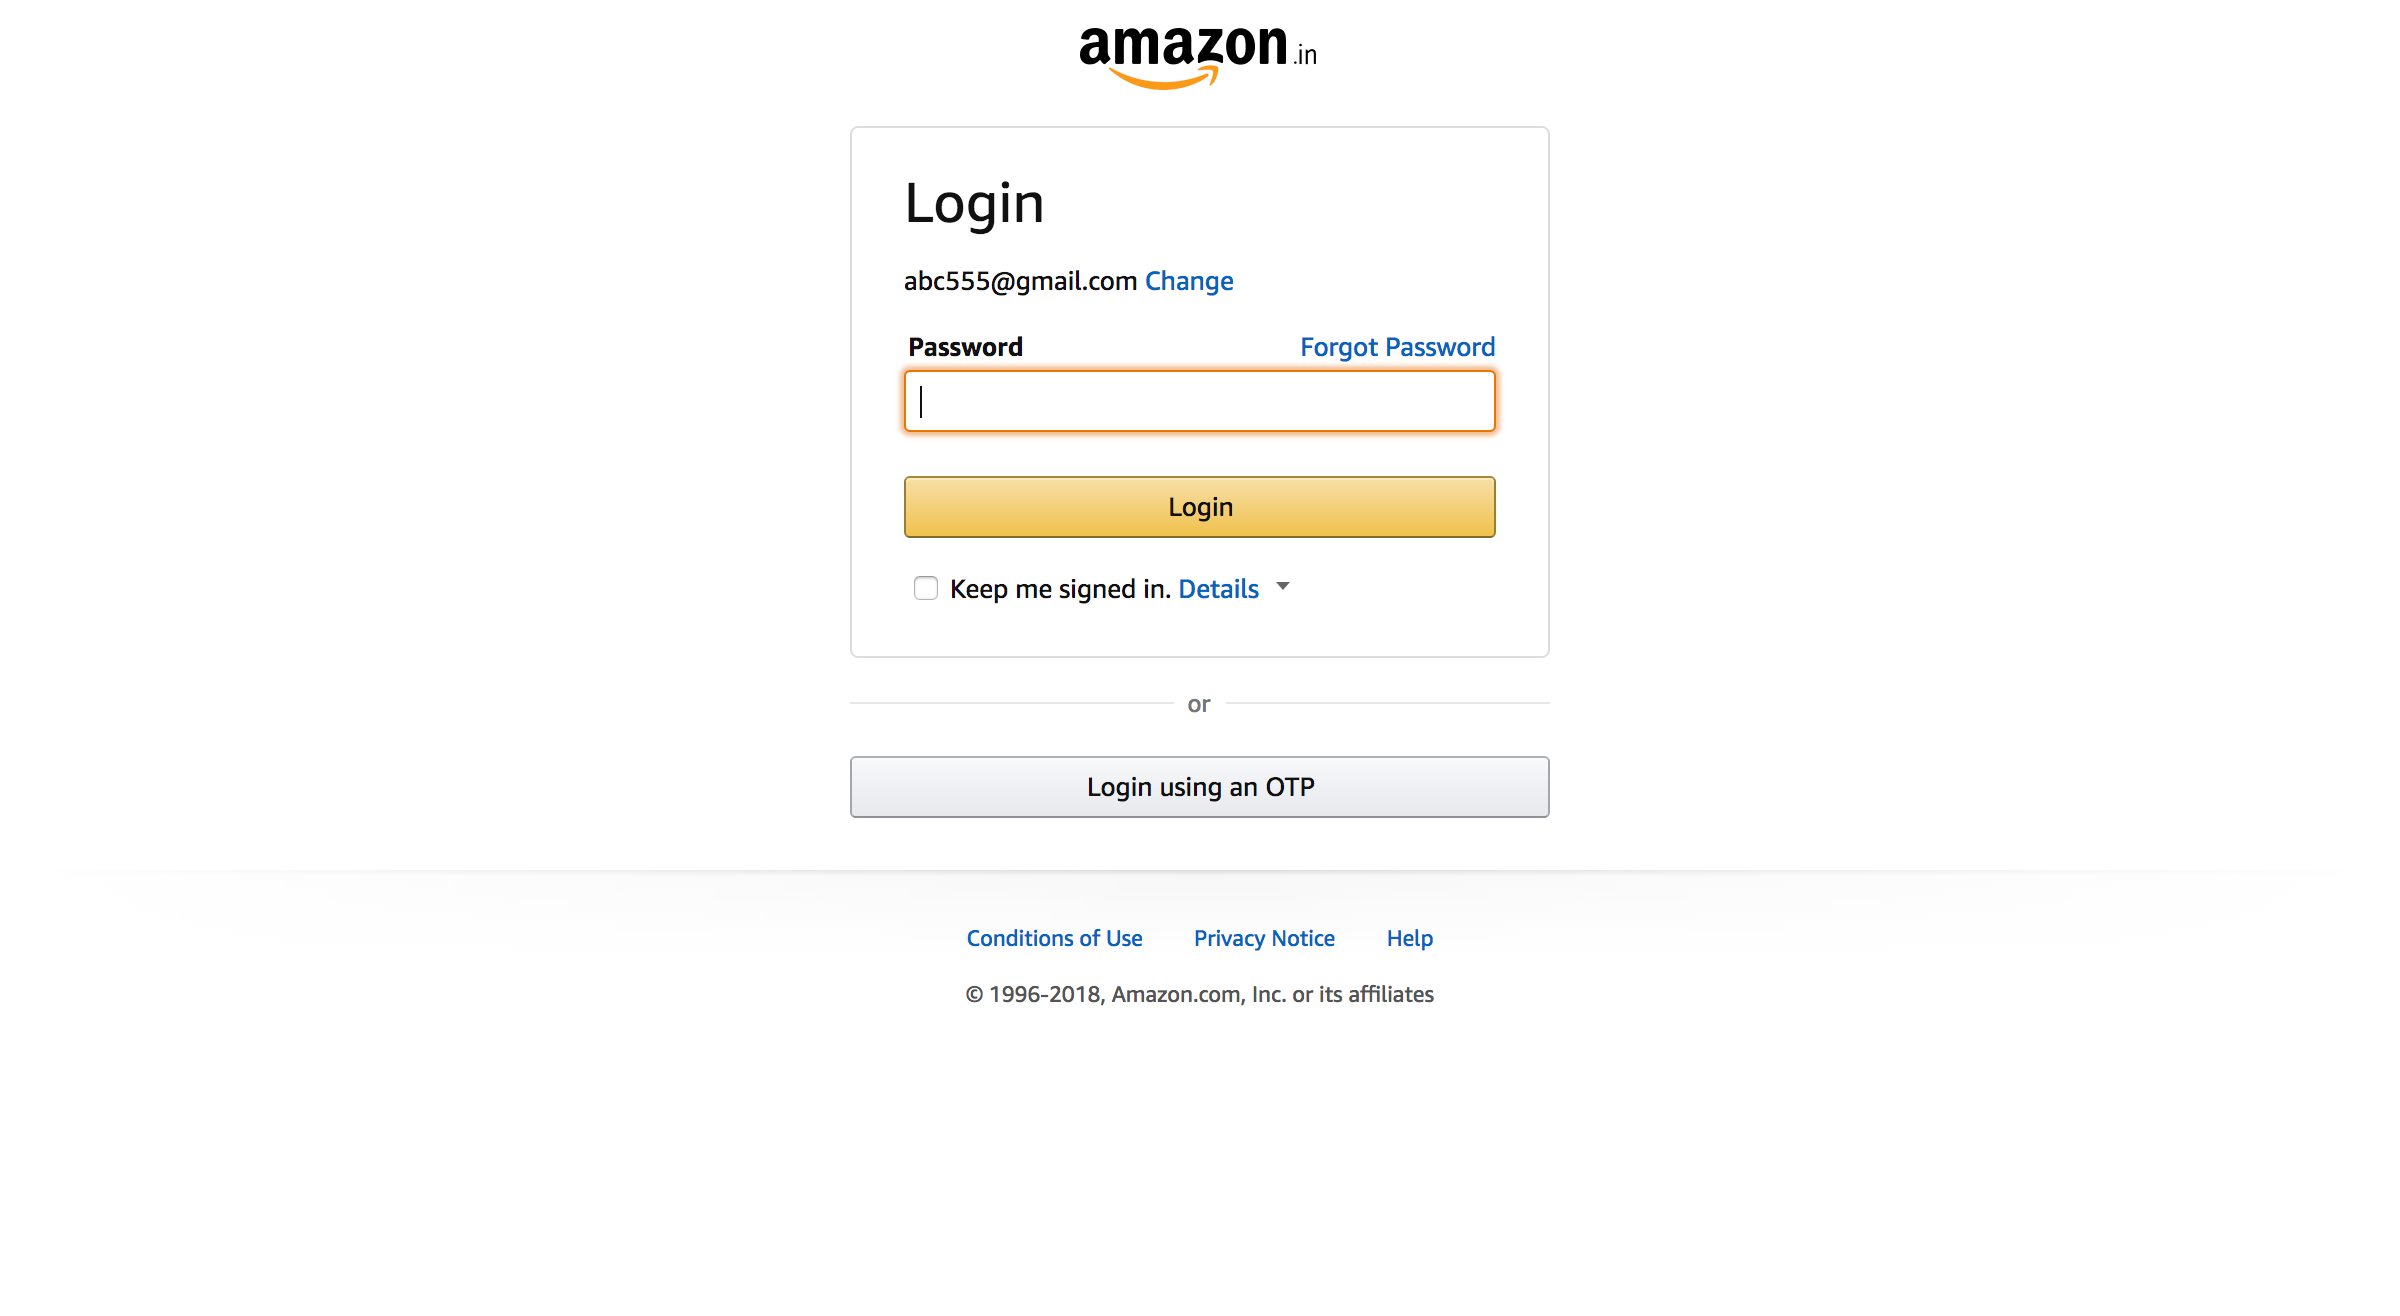 amazon.in
Login
abc555@gmail.com Change
Password Forgot Password
Login
Keep me signed in. Details
or
Login using an OTP
Conditions of Use Privacy Notice Help
© 1996-2018, Amazon.com, Inc. or its affiliates